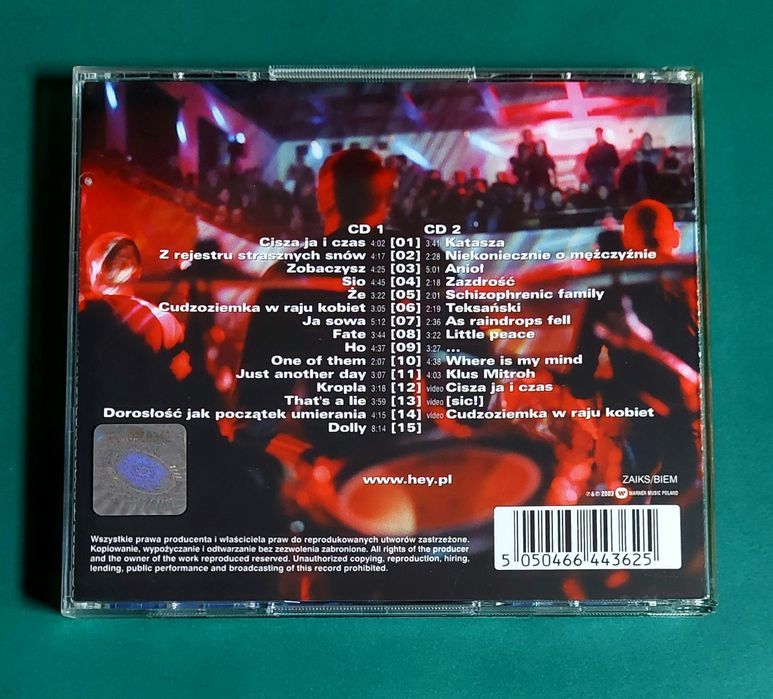 CD 1 CD 2
Cisza ja i czas 4:02 [01] 3:41 Katasza
Z rejestru strasznych snów 4:17 [02] 2:28 Niekoniecznie o mężczyźnie
Zobaczysz 4:25 [03] 5:01 Anioł
Sio 4:45 [04] 2:18 Zazdrość
Że 3:22 [05] 2:01 Schizophrenic family
Cudzoziemka w raju kobiet 3:05 [06] 2:19 Teksański
Ja sowa 5:12 [07] 2:36 As raindrops fell
Fate 3:44 [08] 3:22 Little peace
Ho 4:37 [09] 3:27 ...
One of them 2:07 [10] 4:38 Where is my mind
Just another day 3:07 [11] 4:03 Klus Mitroh
Kropla 3:18 [12] video Cisza ja i czas
That's a lie 3:59 [13] video [sic!]
Dorosłość jak początek umierania 4:15 [14] video Cudzoziemka w raju kobiet
Dolly 8:14 [15]
www.hey.pl
ZAIKS/BIEM
℗ & © 2003 WARNER MUSIC POLAND
Wszystkie prawa producenta i właściciela praw do reprodukowanych utworów zastrzeżone.
Kopiowanie, wypożyczanie i odtwarzanie bez zezwolenia zabronione. All rights of the producer
and the owner of the work reproduced reserved. Unauthorized copying, reproduction, hiring,
lending, public performance and broadcasting of this record prohibited.
5 050466 443625